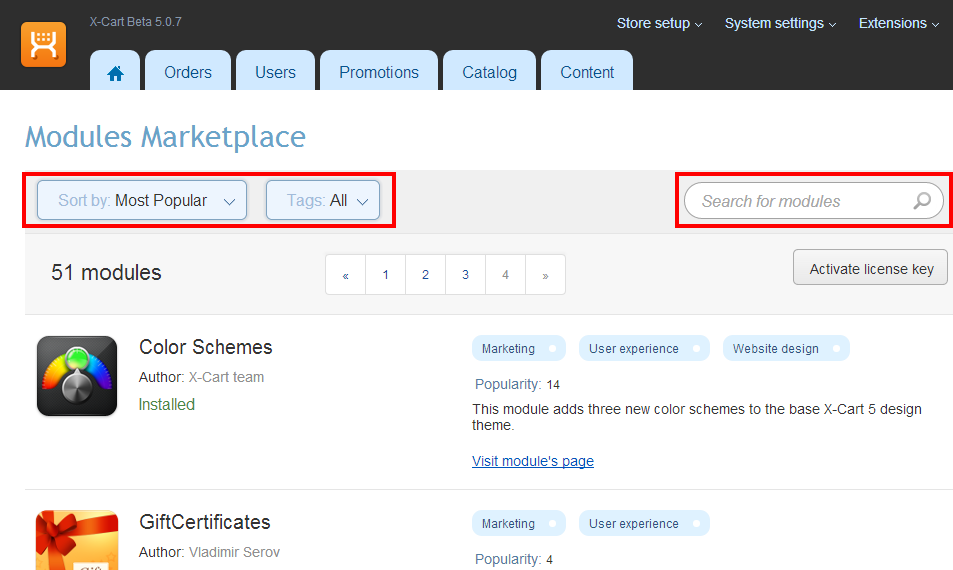 X-Cart Beta 5.0.7
Store setup System settings Extensions
Orders Users Promotions Catalog Content
Modules Marketplace
Sort by: Most Popular Tags: All Search for modules
51 modules « 1 2 3 4 » Activate license key
Color Schemes
Author: X-Cart team
Installed
Marketing User experience Website design
Popularity: 14
This module adds three new color schemes to the base X-Cart 5 design
theme.
Visit module's page
GiftCertificates
Author: Vladimir Serov
Marketing User experience
Popularity: 4